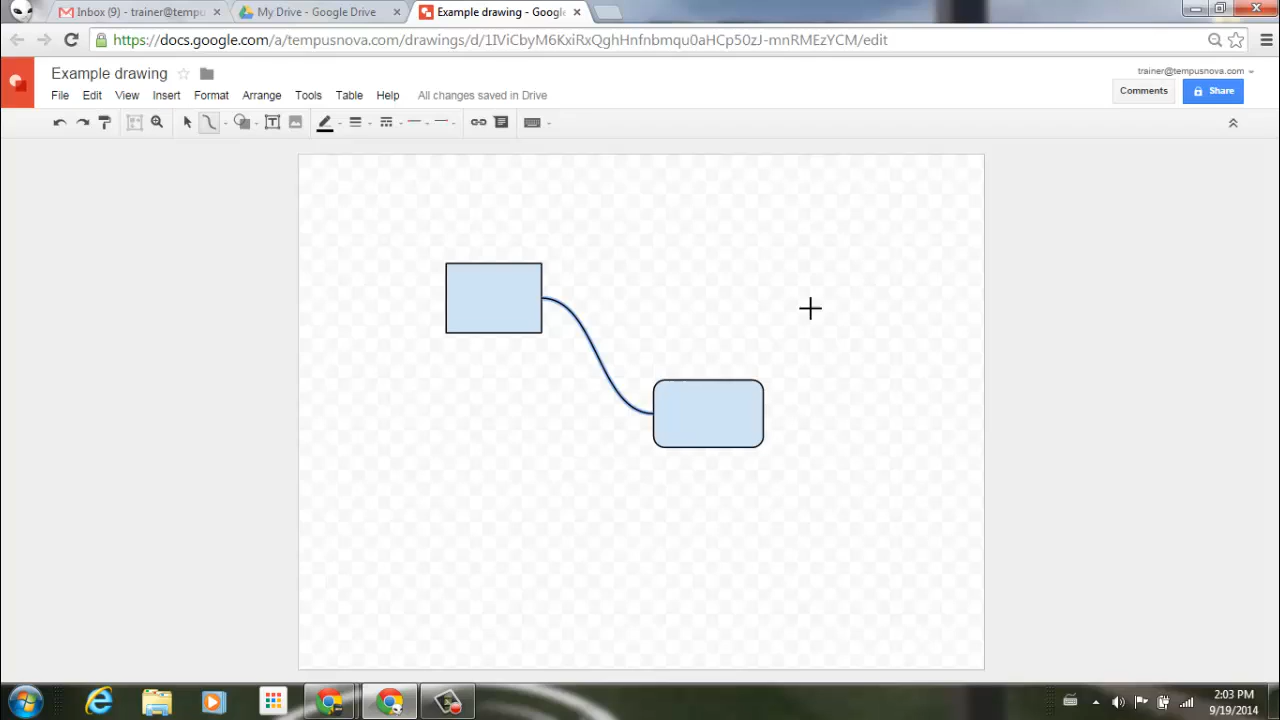 Inbox (9) - trainer@tempu
My Drive - Google Drive
Example drawing - Googl
https://docs.google.com/a/tempusnova.com/drawings/d/1IViCbyM6KxiRxQghHnfnbmqu0aHCp50zJ-mnRMEzYCM/edit
Example drawing
trainer@tempusnova.com
File Edit View Insert Format Arrange Tools Table Help All changes saved in Drive
Comments
Share
2:03 PM
9/19/2014